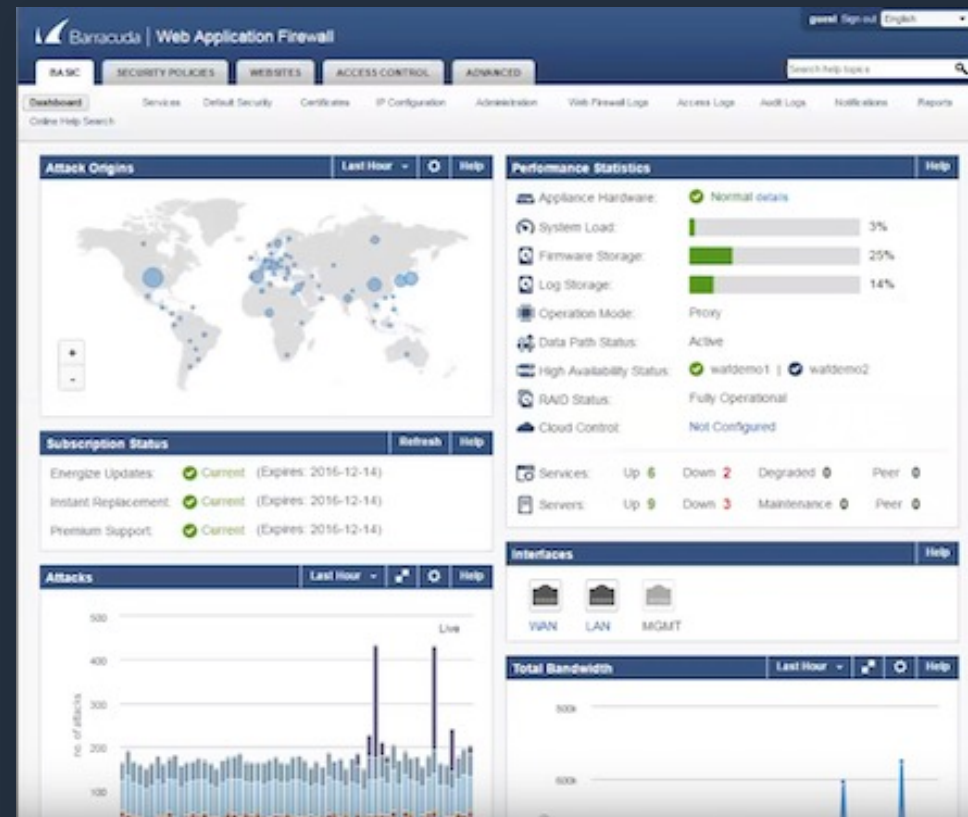 Barracuda | Web Application Firewall
guest Sign out English
BASIC SECURITY POLICIES WEBSITES ACCESS CONTROL ADVANCED
Search help topics
Dashboard Services Default Security Certificates IP Configuration Administration Web Firewall Logs Access Logs Audit Logs Notifications Reports
Online Help Search
Attack Origins Last Hour Help
+
-
Subscription Status Refresh Help
Energize Updates: Current (Expires: 2016-12-14)
Instant Replacement: Current (Expires: 2016-12-14)
Premium Support: Current (Expires: 2016-12-14)
Attacks Last Hour Help
500
Live
400
300
200
100
no. of attacks
Performance Statistics Help
Appliance Hardware: Normal details
System Load: 3%
Firmware Storage: 25%
Log Storage: 14%
Operation Mode: Proxy
Data Path Status: Active
High Availability Status: wafdemo1 | wafdemo2
RAID Status: Fully Operational
Cloud Control: Not Configured
Services: Up 6 Down 2 Degraded 0 Peer 0
Servers: Up 9 Down 3 Maintenance 0 Peer 0
Interfaces Help
WAN LAN MGMT
Total Bandwidth Last Hour Help